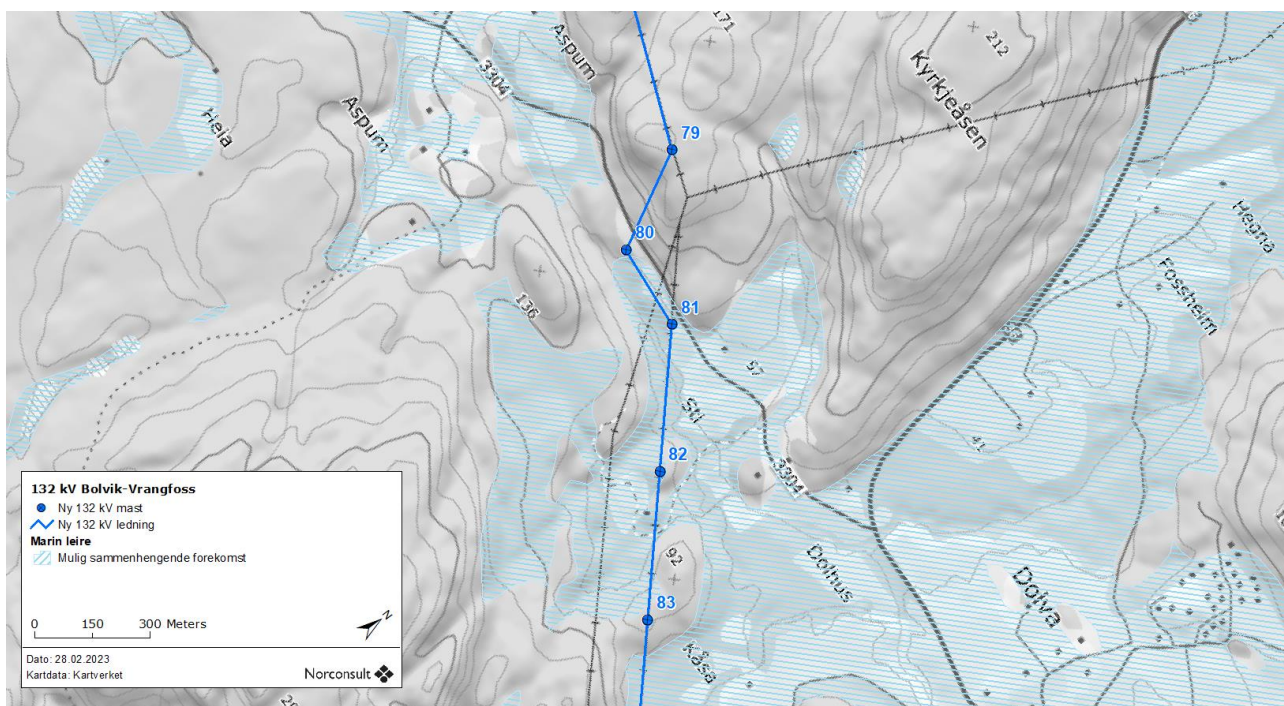 171
212
Aspum
3304
Kyrkjeåsen
Hela
Aspum
79
Hegna
80
Fossheim
136
81
57
Sti
41
82
3304
92
Dolhus
Dolva
83
Kåsa
132 kV Bolvik-Vrangfoss
Ny 132 kV mast
Ny 132 kV ledning
Marin leire
Mulig sammenhengende forekomst
0 150 300 Meters
N
Dato: 28.02.2023
Kartdata: Kartverket
Norconsult